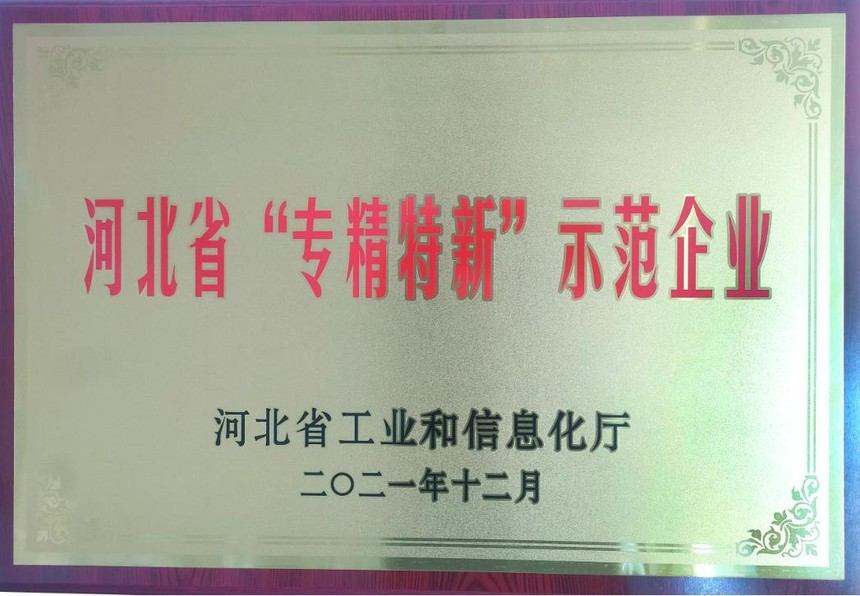 河北省“专精特新”示范企业
河北省工业和信息化厅
二〇二一年十二月